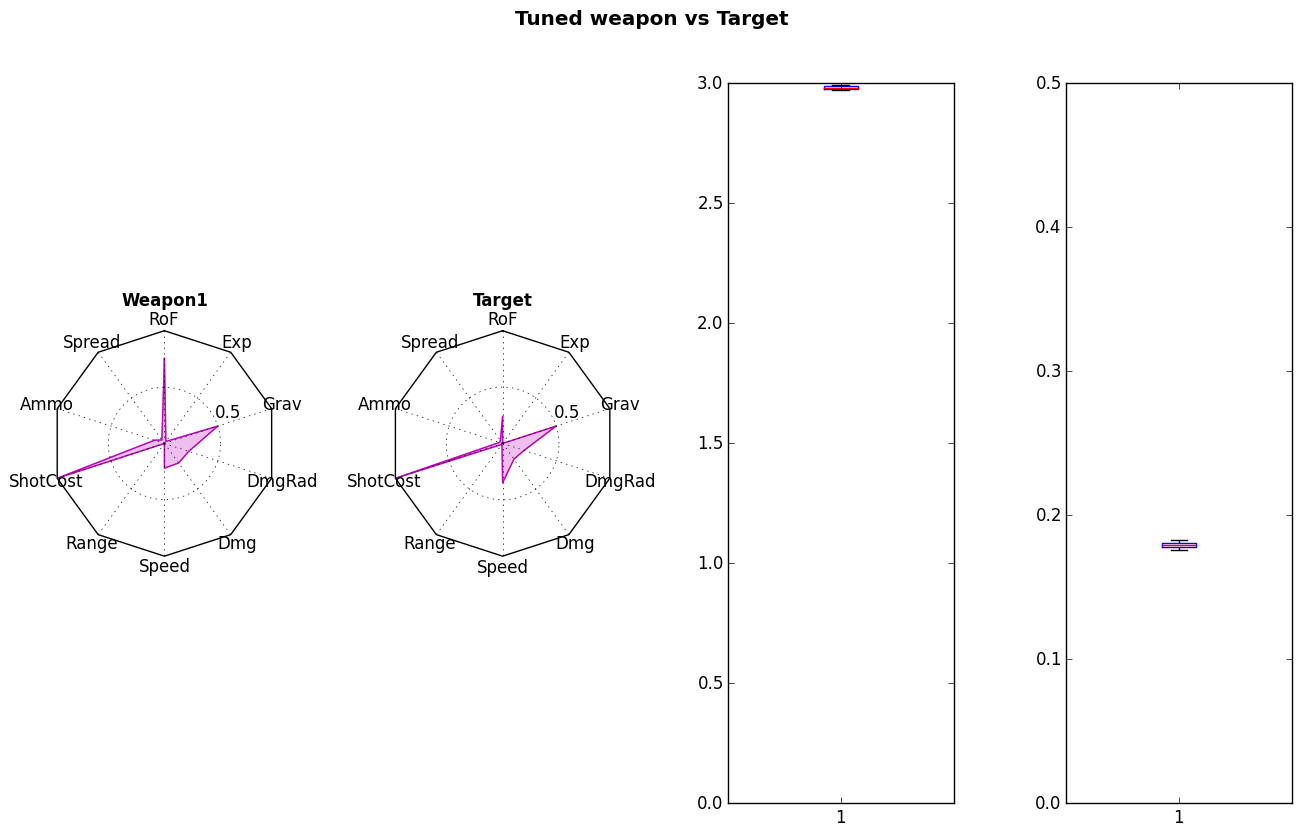 Tuned weapon vs Target
Weapon1
RoF
Exp
Grav
DmgRad
Dmg
Speed
Range
ShotCost
Ammo
Spread
0.5
Target
RoF
Exp
Grav
DmgRad
Dmg
Speed
Range
ShotCost
Ammo
Spread
0.5
3.0
2.5
2.0
1.5
1.0
0.5
0.0
1
0.5
0.4
0.3
0.2
0.1
0.0
1